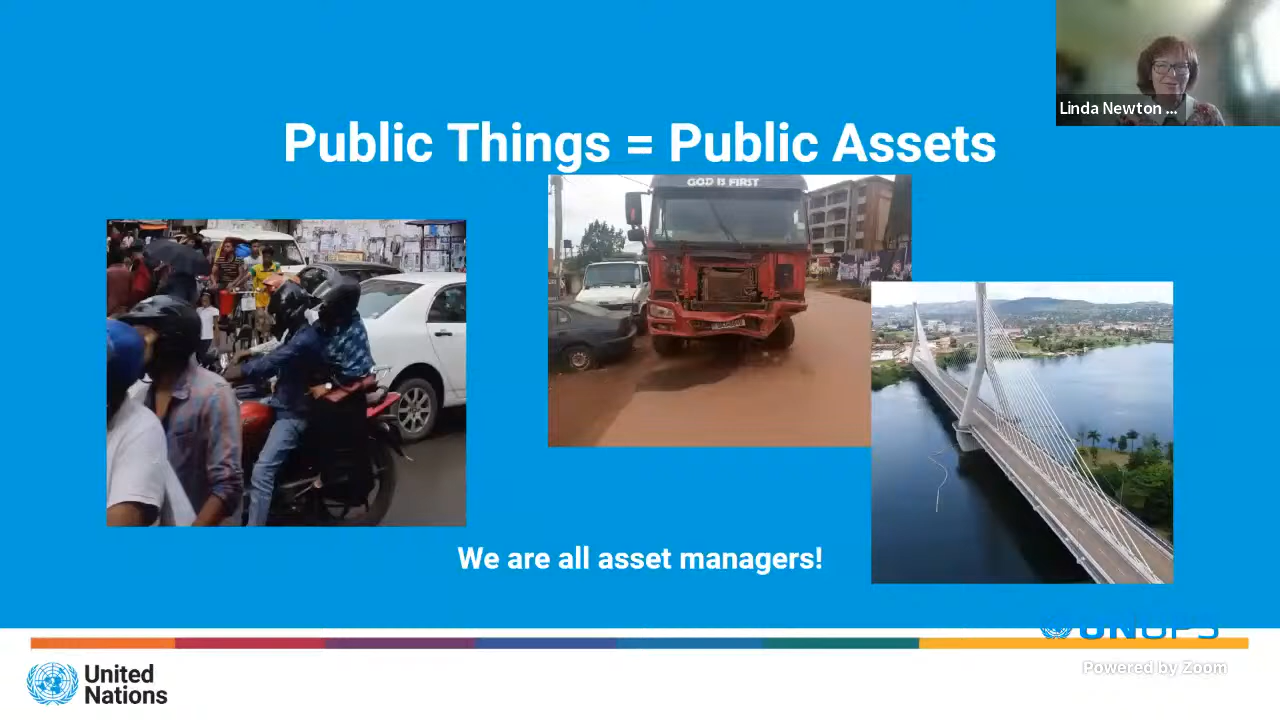 Linda Newton ...
Public Things = Public Assets
GOD IS FIRST
We are all asset managers!
UNOPS
Powered by Zoom
United
Nations